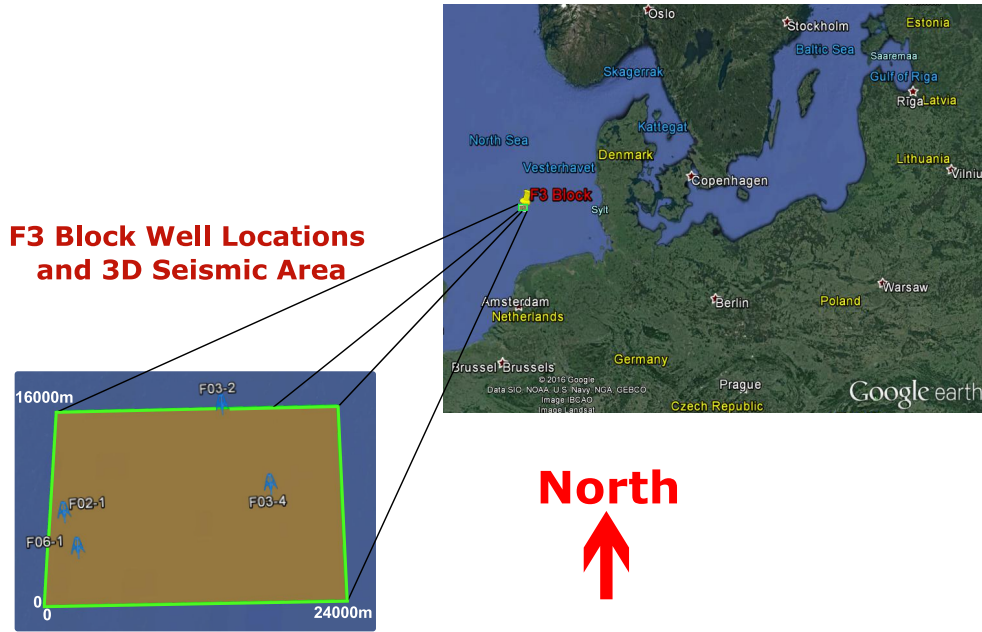 Oslo
Stockholm
Estonia
Baltic Sea
Saaremaa
Skagerrak
Gulf of Riga
Rīga
Latvia
North Sea
Kattegat
Denmark
Vesterhavet
Lithuania
Vilniu
Copenhagen
F3 Block
Sylt
F3 Block Well Locations
and 3D Seismic Area
Amsterdam
Netherlands
Berlin
Poland
Warsaw
Brussel-Brussels
Germany
Prague
Czech Republic
© 2016 Google
Data SIO, NOAA, U.S. Navy, NGA, GEBCO
Image IBCAO
Image Landsat
Google earth
16000m
F03-2
F02-1
F03-4
F06-1
0
0
24000m
North